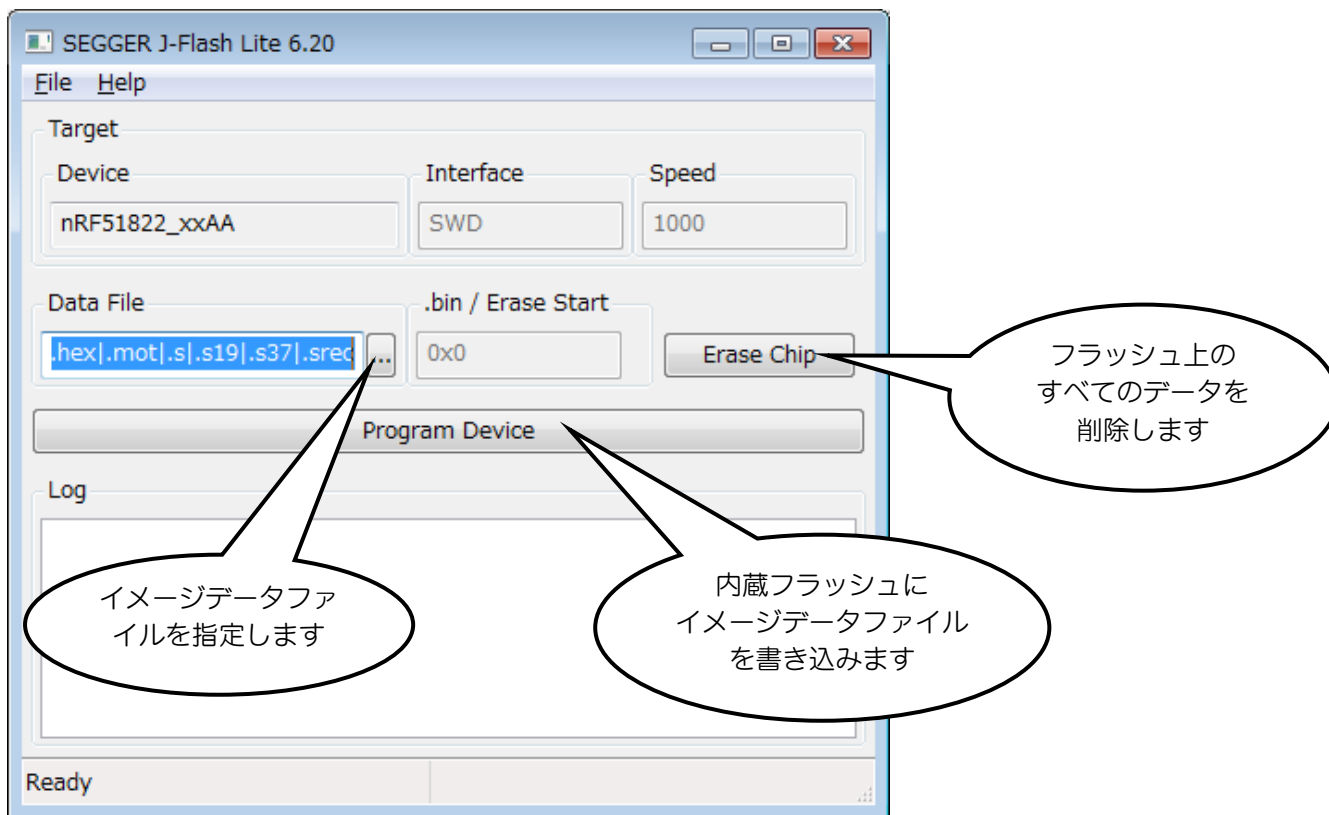 SEGGER J-Flash Lite 6.20
File Help
Target
Device
Interface
Speed
nRF51822_xxAA
SWD
1000
Data File
.bin / Erase Start
.hex|.mot|.s|.s19|.s37|.srec
...
0x0
Erase Chip
フラッシュ上の
すべてのデータを
削除します
Program Device
Log
イメージデータファ
イルを指定します
内蔵フラッシュに
イメージデータファイル
を書き込みます
Ready